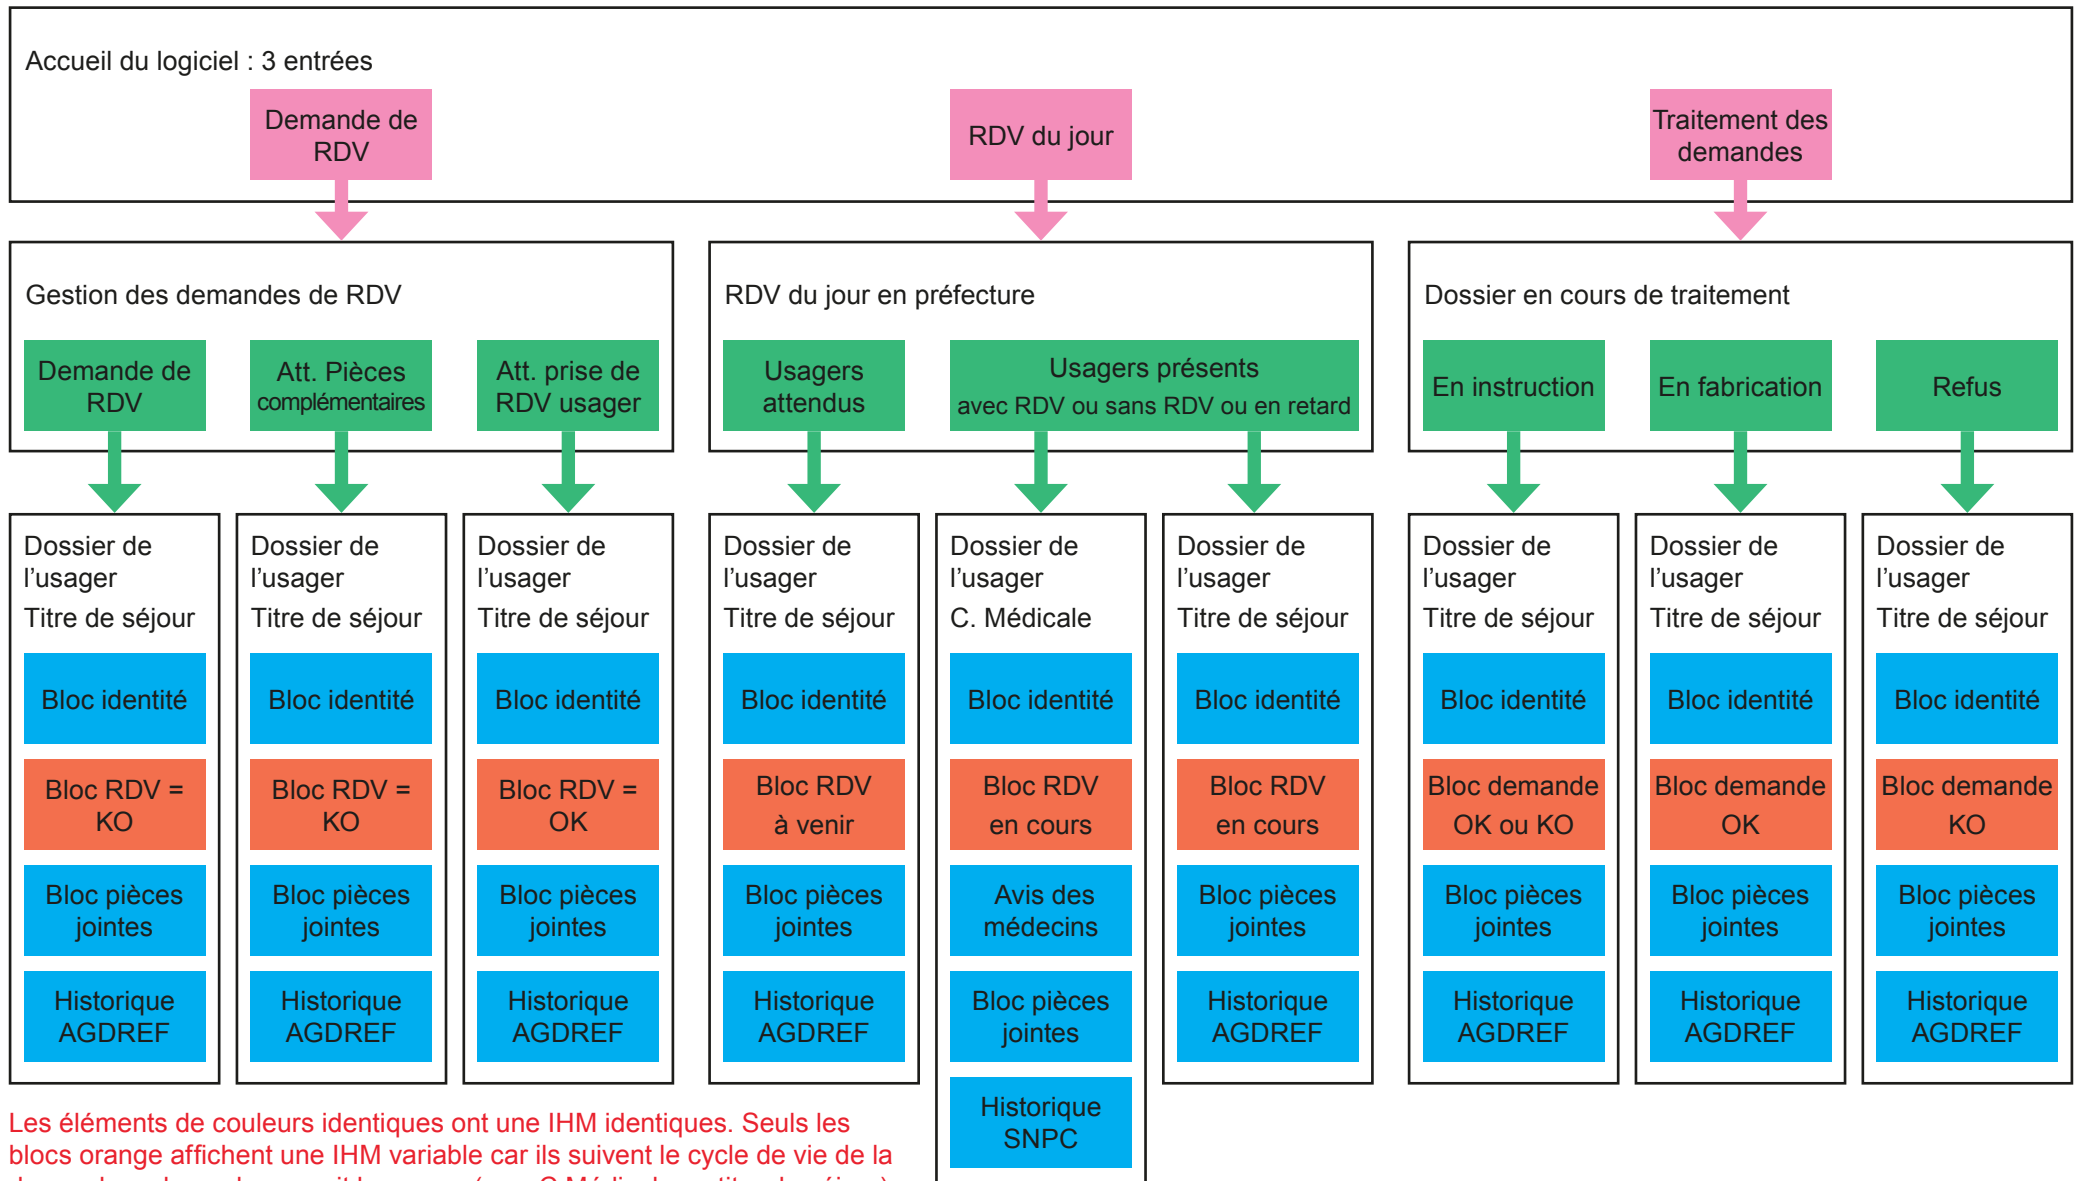 Accueil du logiciel : 3 entrées
Demande de
RDV
RDV du jour
Traitement des
demandes
Gestion des demandes de RDV
Demande de
RDV
Att. Pièces
complémentaires
Att. prise de
RDV usager
RDV du jour en préfecture
Usagers
attendus
Usagers présents
avec RDV ou sans RDV ou en retard
Dossier en cours de traitement
En instruction
En fabrication
Refus
Dossier de
l’usager
Titre de séjour
Bloc identité
Bloc RDV =
KO
Bloc pièces
jointes
Historique
AGDREF
Dossier de
l’usager
Titre de séjour
Bloc identité
Bloc RDV =
KO
Bloc pièces
jointes
Historique
AGDREF
Dossier de
l’usager
Titre de séjour
Bloc identité
Bloc RDV =
OK
Bloc pièces
jointes
Historique
AGDREF
Dossier de
l’usager
Titre de séjour
Bloc identité
Bloc RDV
à venir
Bloc pièces
jointes
Historique
AGDREF
Dossier de
l’usager
C. Médicale
Bloc identité
Bloc RDV
en cours
Avis des
médecins
Bloc pièces
jointes
Historique
SNPC
Dossier de
l’usager
Titre de séjour
Bloc identité
Bloc RDV
en cours
Bloc pièces
jointes
Historique
AGDREF
Dossier de
l’usager
Titre de séjour
Bloc identité
Bloc demande
OK ou KO
Bloc pièces
jointes
Historique
AGDREF
Dossier de
l’usager
Titre de séjour
Bloc identité
Bloc demande
OK
Bloc pièces
jointes
Historique
AGDREF
Dossier de
l’usager
Titre de séjour
Bloc identité
Bloc demande
KO
Bloc pièces
jointes
Historique
AGDREF
Les éléments de couleurs identiques ont une IHM identiques. Seuls les
blocs orange affichent une IHM variable car ils suivent le cycle de vie de la